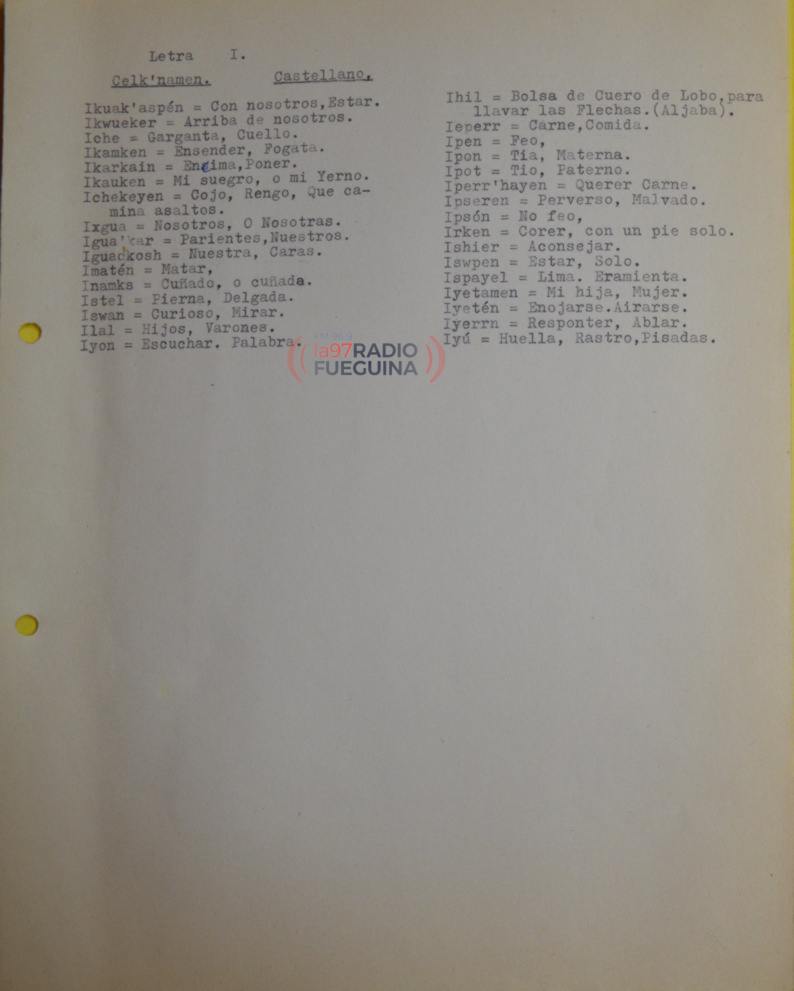 Letra I.
Celk'namen. Castellano.
Ikuak'aspén = Con nosotros,Estar.
Ikwueker = Arriba de nosotros.
Iche = Garganta, Cuello.
Ikamken = Ensender, Fogata.
Ikarkain = Engima,Poner.
Ikauken = Mi suegro, o mi Yerno.
Ichekeyen = Cojo, Rengo, Que ca-
mina asaltos.
Ixgua = Nosotros, O Nosotras.
Igua'kar = Parientes,Nuestros.
Iguackosh = Nuestra, Caras.
Imatén = Matar,
Inamks = Cuñado, o cuñada.
Istel = Pierna, Delgada.
Iswan = Curioso, Mirar.
Ilal = Hijos, Varones.
Iyon = Escuchar. Palabra.
Ihil = Bolsa de Cuero de Lobo,para
llavar las Flechas.(Aljaba).
Ieperr = Carne,Comida.
Ipen = Feo,
Ipon = Tia, Materna.
Ipot = Tio, Paterno.
Iperr'hayen = Querer Carne.
Ipseren = Perverso, Malvado.
Ipsón = No feo,
Irken = Corer, con un pie solo.
Ishier = Aconsejar.
Iswpen = Estar, Solo.
Ispayel = Lima. Eramienta.
Iyetamen = Mi hija, Mujer.
Iyetén = Enojarse.Airarse.
Iyerrn = Responter, Ablar.
Iyú = Huella, Rastro,Pisadas.
la97RADIO
FUEGUINA